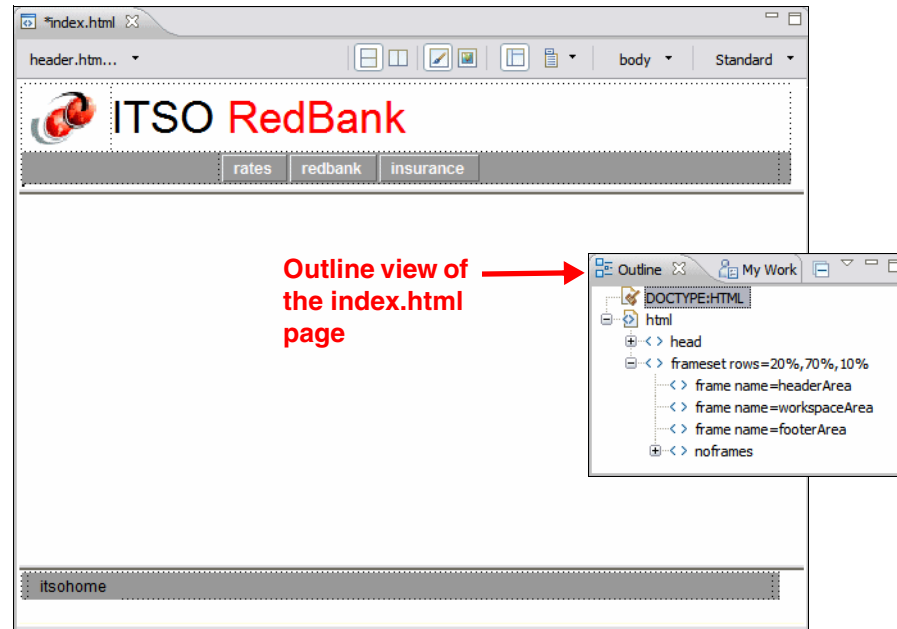 *index.html
header.htm... body Standard
ITSO RedBank
rates redbank insurance
Outline view of
the index.html
page
Outline My Work
DOCTYPE:HTML
html
head
frameset rows=20%,70%,10%
frame name=headerArea
frame name=workspaceArea
frame name=footerArea
noframes
itsohome